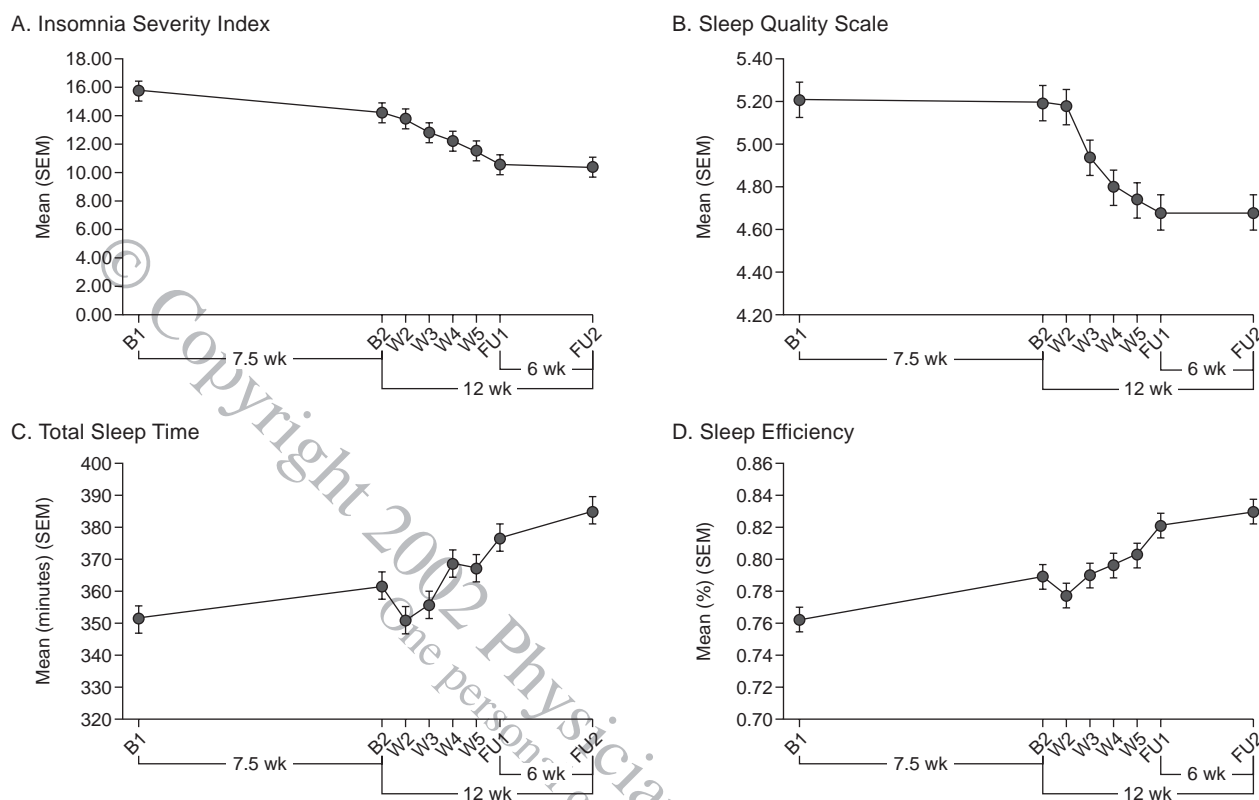 A. Insomnia Severity Index
18.00
16.00
14.00
12.00
10.00
8.00
6.00
4.00
2.00
0.00
Mean (SEM)
B1
B2
W2
W3
W4
W5
FU1
FU2
7.5 wk
6 wk
12 wk
B. Sleep Quality Scale
5.40
5.20
5.00
4.80
4.60
4.40
4.20
Mean (SEM)
B1
B2
W2
W3
W4
W5
FU1
FU2
7.5 wk
6 wk
12 wk
C. Total Sleep Time
400
390
380
370
360
350
340
330
320
Mean (minutes) (SEM)
B1
B2
W2
W3
W4
W5
FU1
FU2
7.5 wk
6 wk
12 wk
D. Sleep Efficiency
0.86
0.84
0.82
0.80
0.78
0.76
0.74
0.72
0.70
Mean (%) (SEM)
B1
B2
W2
W3
W4
W5
FU1
FU2
7.5 wk
6 wk
12 wk
© Copyright 2002 Physicia
One persona